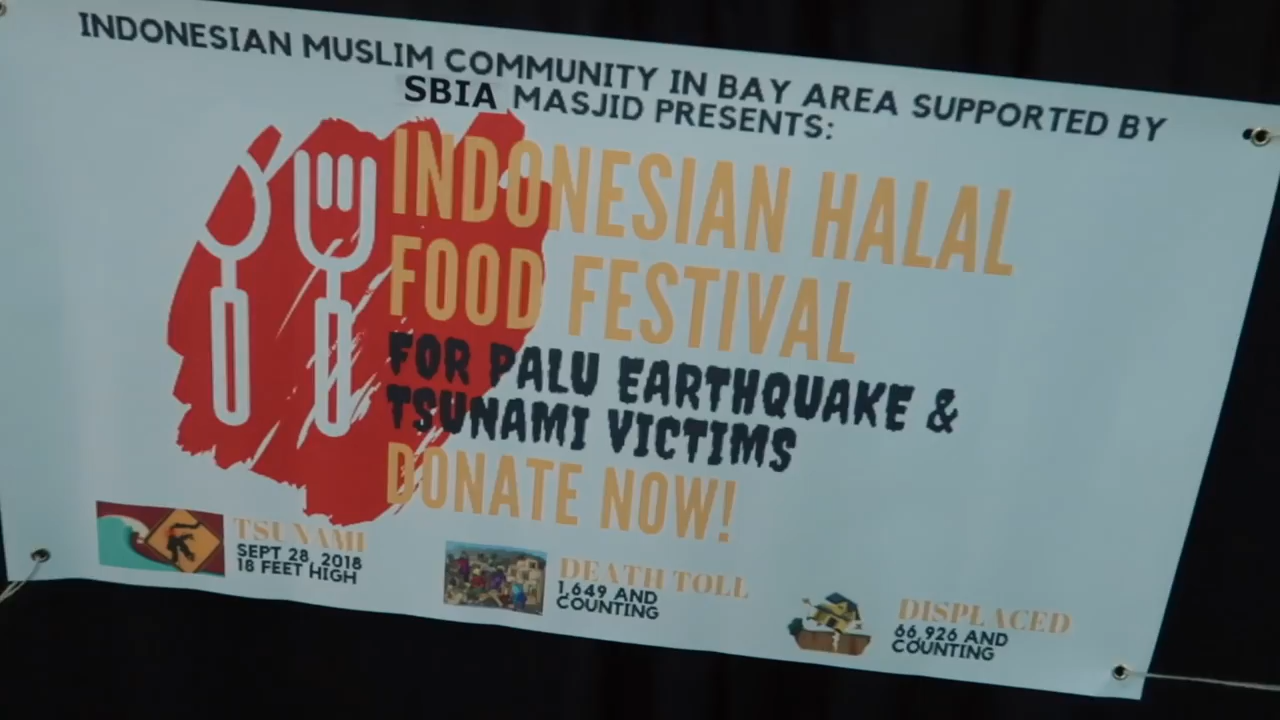 INDONESIAN MUSLIM COMMUNITY IN BAY AREA SUPPORTED BY
SBIA MASJID PRESENTS:
INDONESIAN HALAL
FOOD FESTIVAL
FOR PALU EARTHQUAKE &
TSUNAMI VICTIMS
DONATE NOW!
TSUNAMI
SEPT 28, 2018
18 FEET HIGH
DEATH TOLL
1,649 AND
COUNTING
DISPLACED
66,926 AND
COUNTING